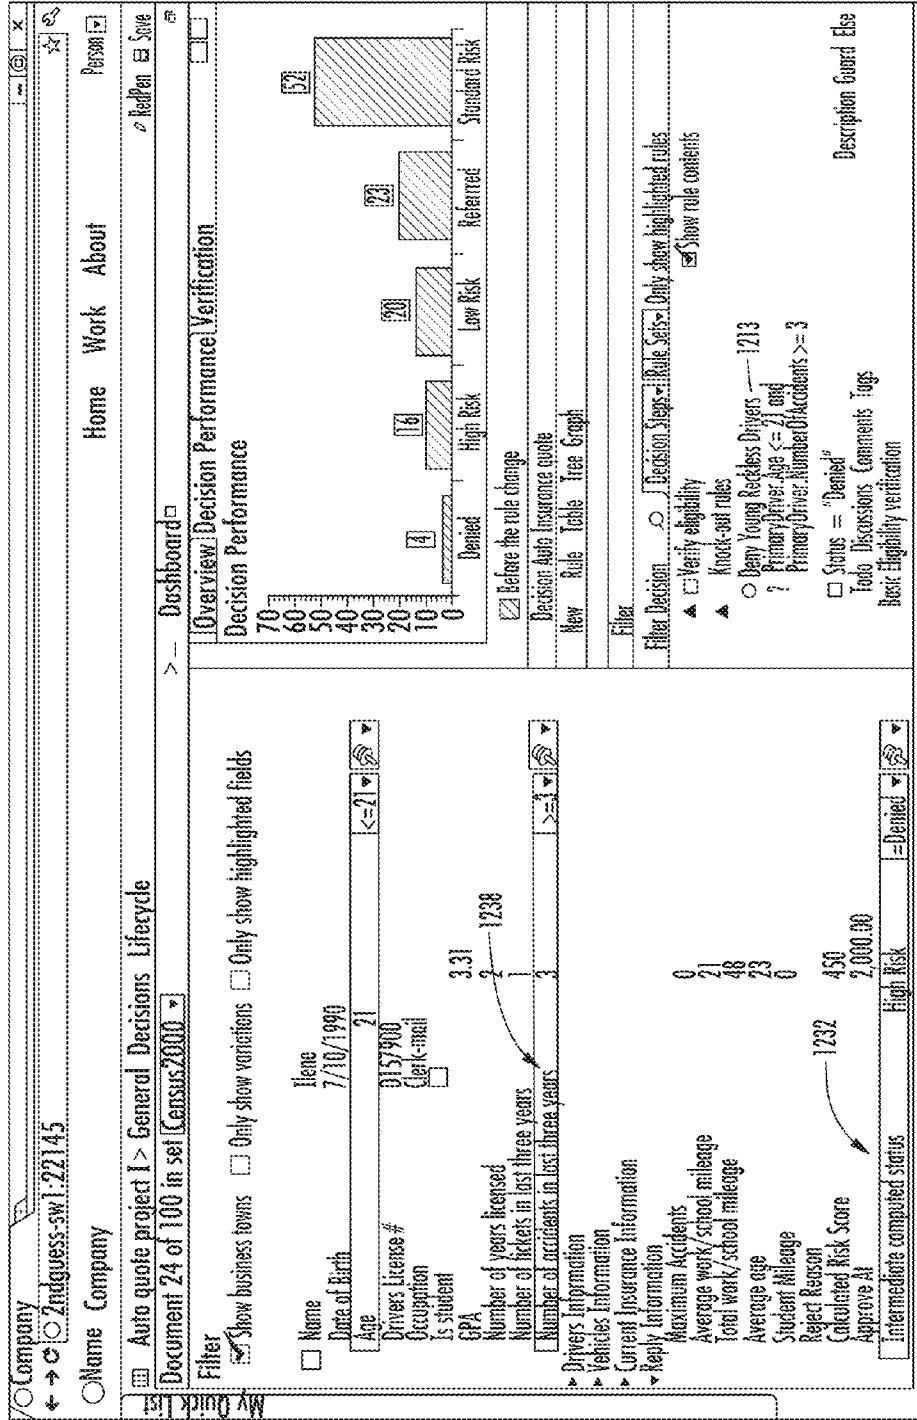 Company
2ndguess-sw1:22145
Name Company Home Work About Person
Auto quote project I > General Decisions Lifecycle RedPen Save
Document 24 of 100 in set Census2000
> — Dashboard
My Quick List
Filter
Show business towns Only show variations Only show highlighted fields
Name Ilene
Date of Birth 7/10/1990
Age 21 <=21
Drivers License # D157900
Occupation Clerk-mail
Is student
GPA 3.31
Number of years licensed 2
Number of tickets in last three years 1
Number of accidents in last three years 3 >=3
1238
Drivers Information
Vehicles Information
Current Insurance Information
Reply Information
Maximum Accidents 0
Average work/school mileage 21
Total work/school mileage 48
Average age 23
Student Mileage 0
Reject Reason
Calculated Risk Score 450
Approve At 2,000.00
1232
Intermediate computed status High Risk =Denied
Overview Decision Performance Verification
Decision Performance
70
60
50
40
30
20
10
0
4
16
20
23
52
Denied High Risk Low Risk Referred Standard Risk
Before the rule change
Decision Auto Insurance quote
New Rule Table Tree Graph
Filter
Filter Decision Decision Steps Rule Sets Only show highlighted rules
Verify eligibility Show rule contents
Knock-out rules
Deny Young Reckless Drivers 1213
? PrimaryDriver.Age <= 21 and
PrimaryDriver.NumberOfAccidents >= 3
Status = "Denied"
Todo Discussions Comments Tags
Basic Eligibility verification
Description Guard Else